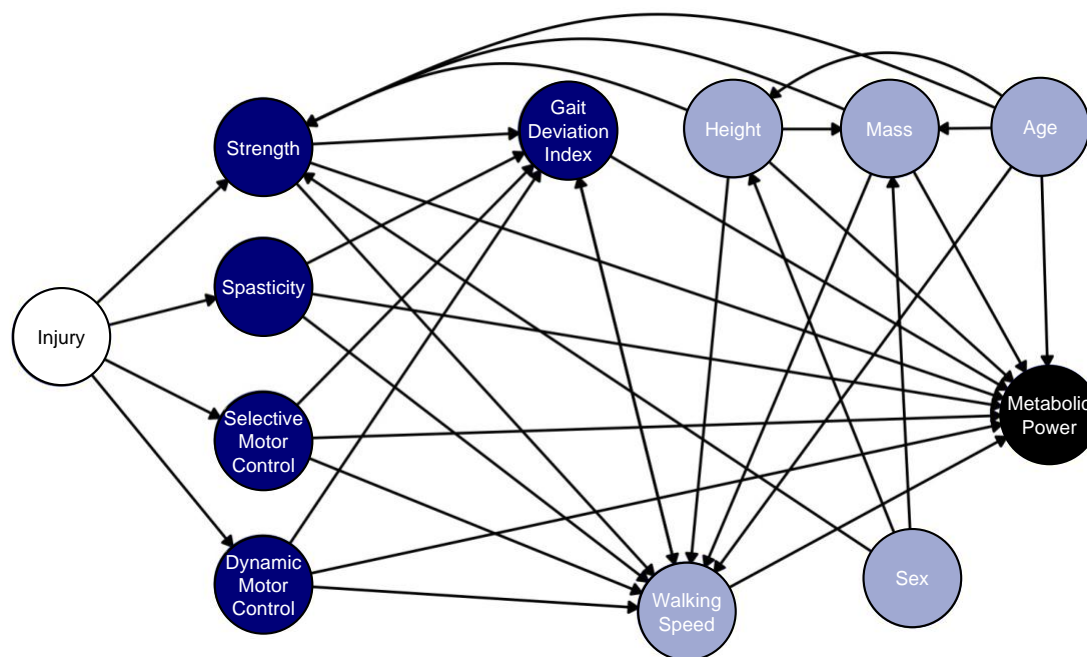 Strength
Gait
Deviation
Index
Height
Mass
Age
Spasticity
Injury
Selective
Motor
Control
Metabolic
Power
Dynamic
Motor
Control
Walking
Speed
Sex